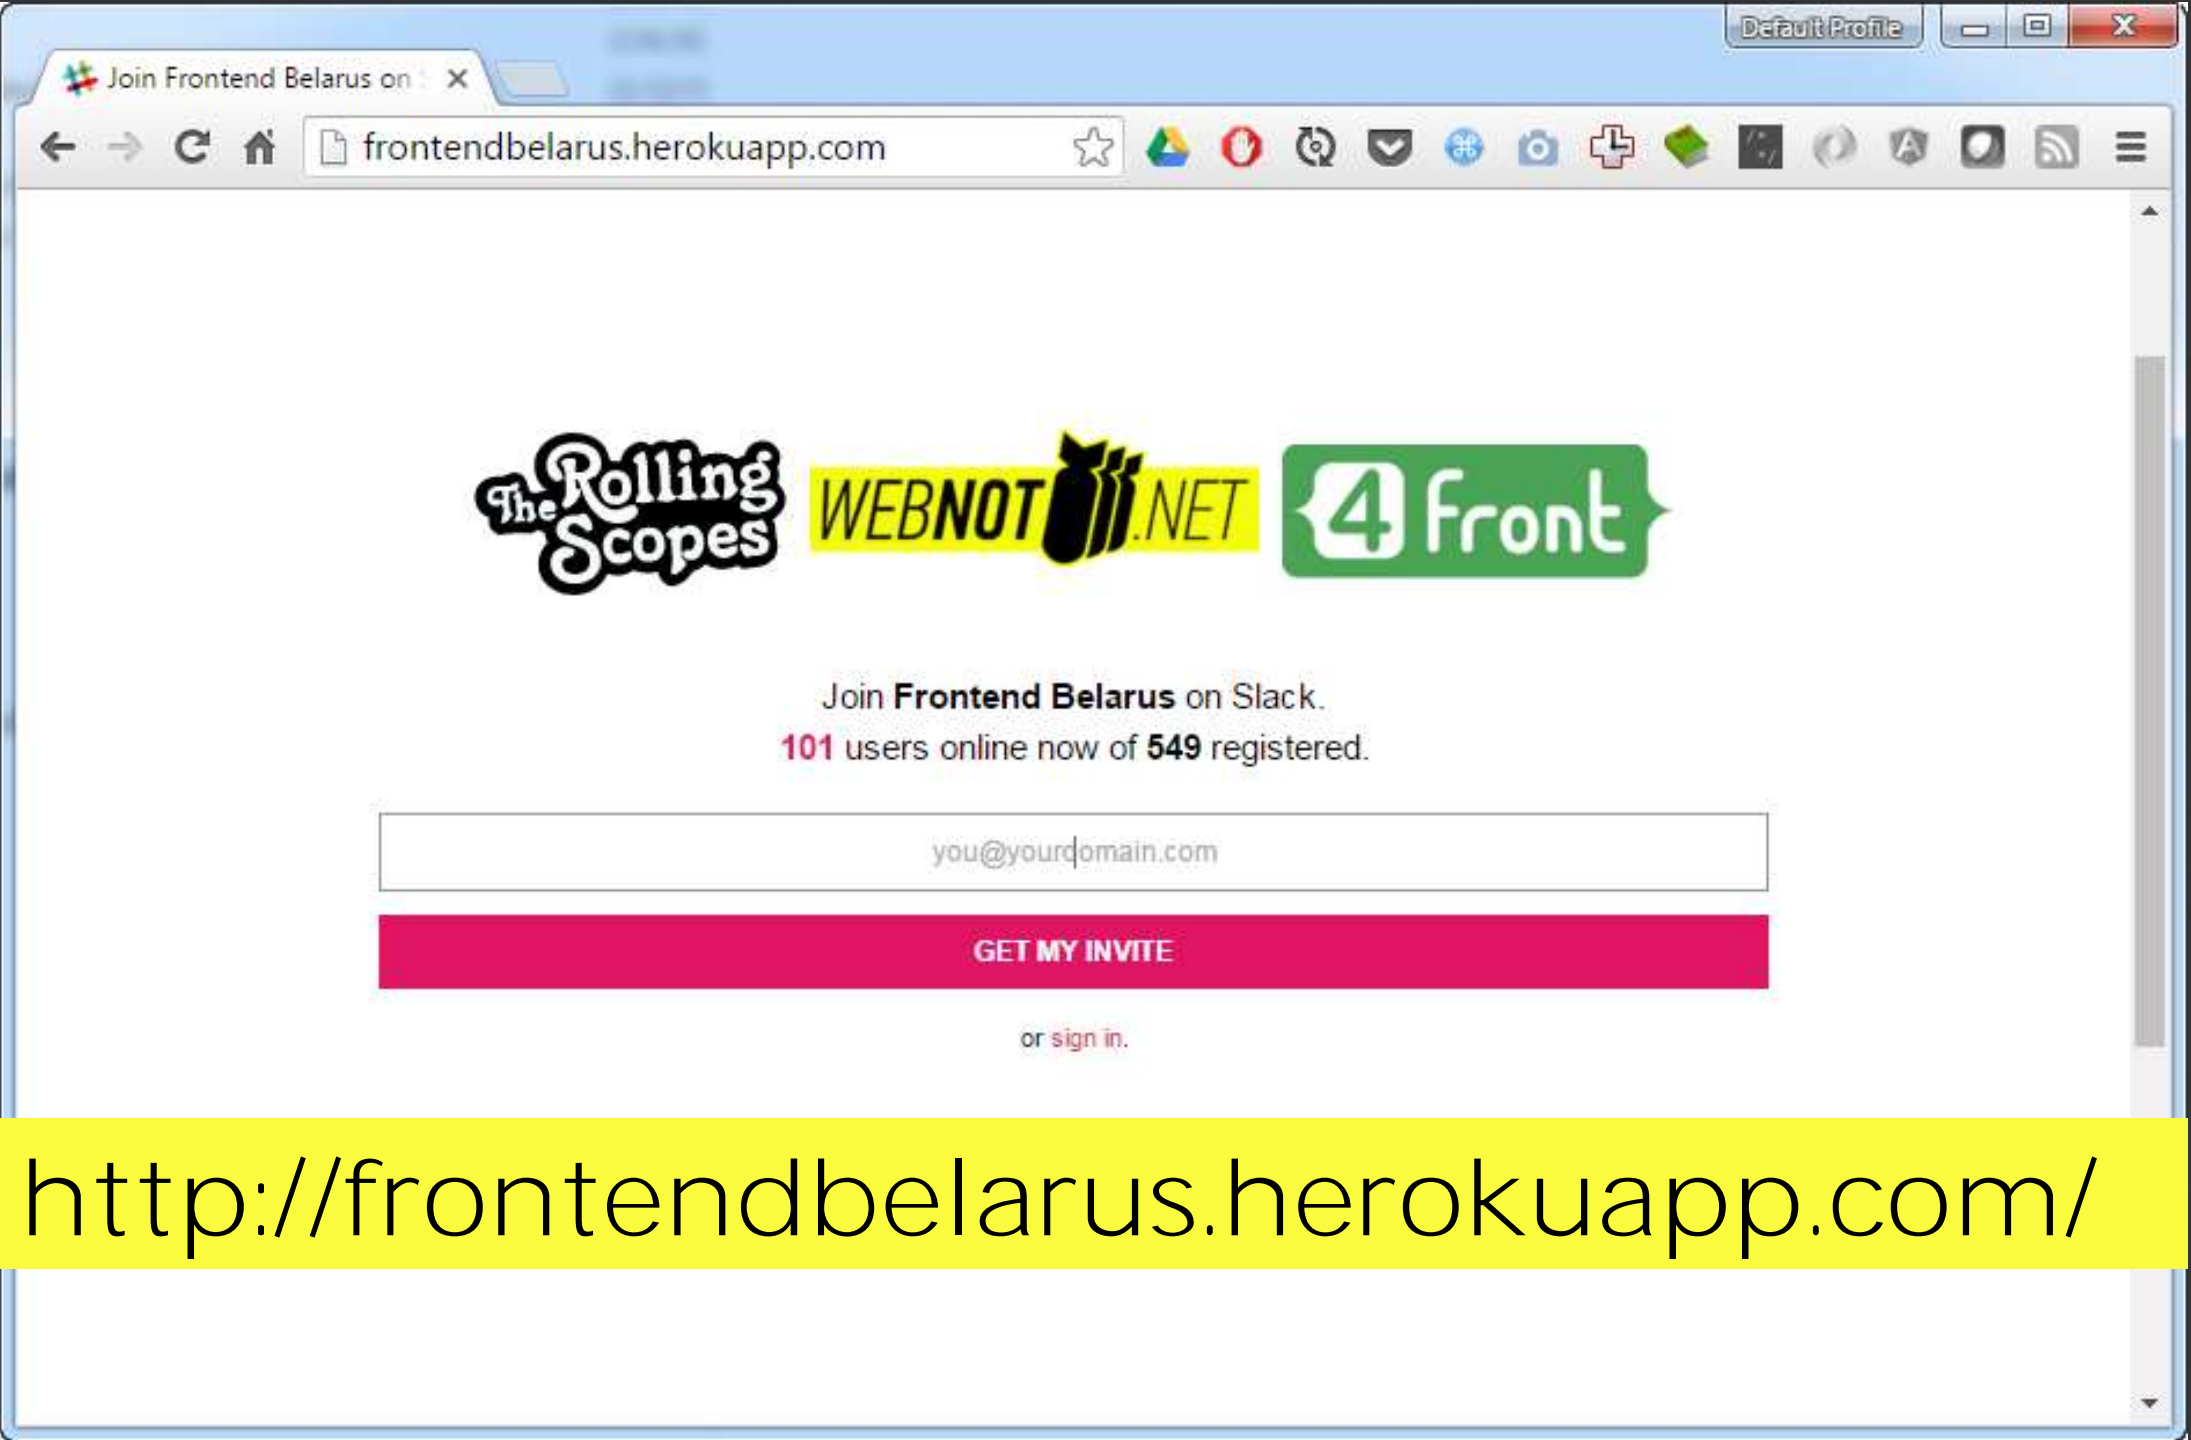 Default Profile
Join Frontend Belarus on
frontendbelarus.herokuapp.com
The Rolling Scopes
WEBNOT.NET
4 front
Join Frontend Belarus on Slack.
101 users online now of 549 registered.
you@yourdomain.com
GET MY INVITE
or sign in.
http://frontendbelarus.herokuapp.com/